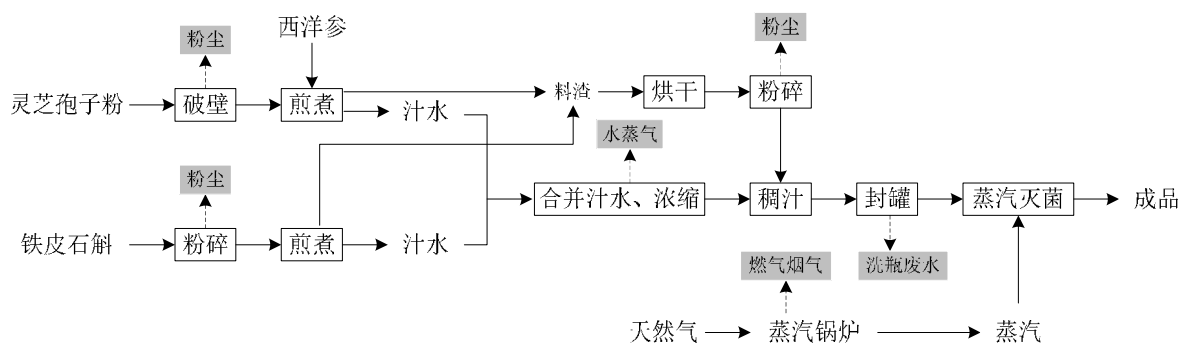 西洋参
粉尘
粉尘
灵芝孢子粉
破壁
煎煮
料渣
烘干
粉碎
汁水
水蒸气
粉尘
合并汁水、浓缩
稠汁
封罐
蒸汽灭菌
成品
铁皮石斛
粉碎
煎煮
汁水
燃气烟气
洗瓶废水
天然气
蒸汽锅炉
蒸汽